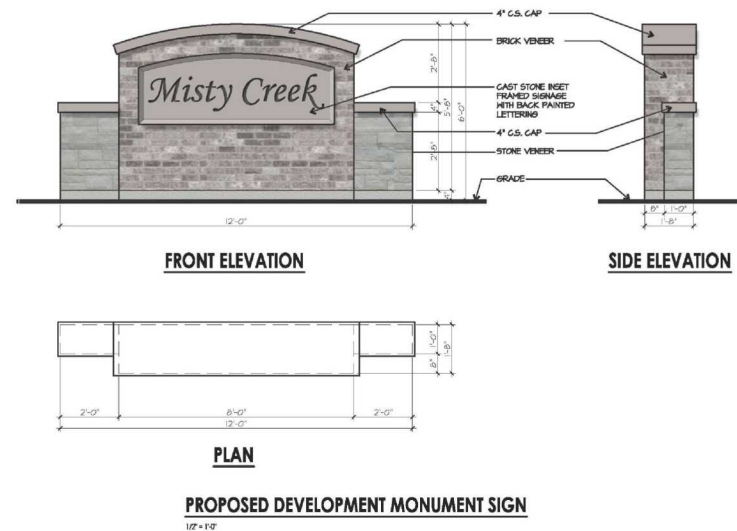 4" C.S. CAP
BRICK VENEER
Misty Creek
CAST STONE INSET
FRAMED SIGNAGE
WITH BACK PAINTED
LETTERING
4" C.S. CAP
STONE VENEER
GRADE
2'-8"
4"
2'-8"
5'-8"
6'-0"
4"
12'-0"
8"
1'-0"
1'-8"
FRONT ELEVATION
SIDE ELEVATION
1'-0"
8"
1'-8"
2'-0"
8'-0"
2'-0"
12'-0"
PLAN
PROPOSED DEVELOPMENT MONUMENT SIGN
1/2" = 1'-0"